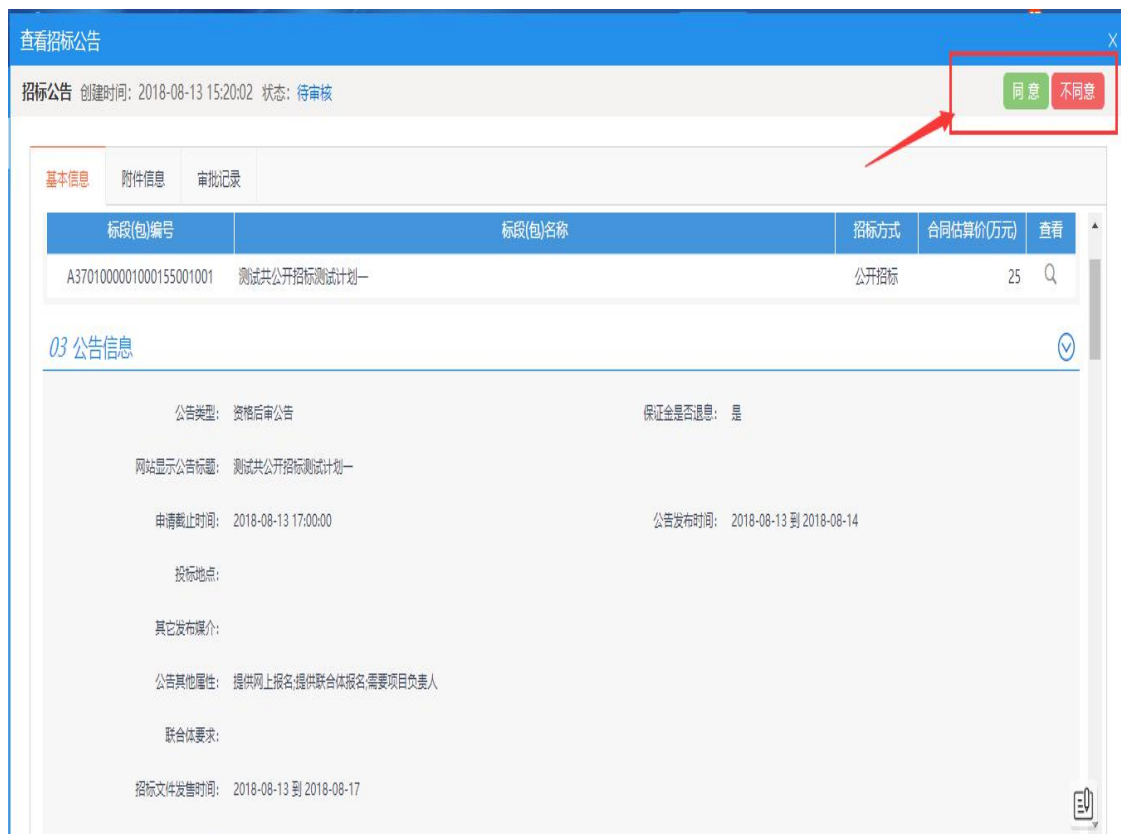 查看招标公告
招标公告 创建时间：2018-08-13 15:20:02 状态：待审核 同意 不同意
基本信息 附件信息 审批记录
标段(包)编号 标段(包)名称 招标方式 合同估算价(万元) 查看
A3701000001000155001001 测试共公开招标测试计划一 公开招标 25
03 公告信息
公告类型： 资格后审公告 保证金是否退息： 是
网站显示公告标题： 测试共公开招标测试计划一
申请截止时间： 2018-08-13 17:00:00 公告发布时间： 2018-08-13 到 2018-08-14
投标地点：
其它发布媒介：
公告其他属性： 提供网上报名;提供联合体报名;需要项目负责人
联合体要求：
招标文件发售时间： 2018-08-13 到 2018-08-17